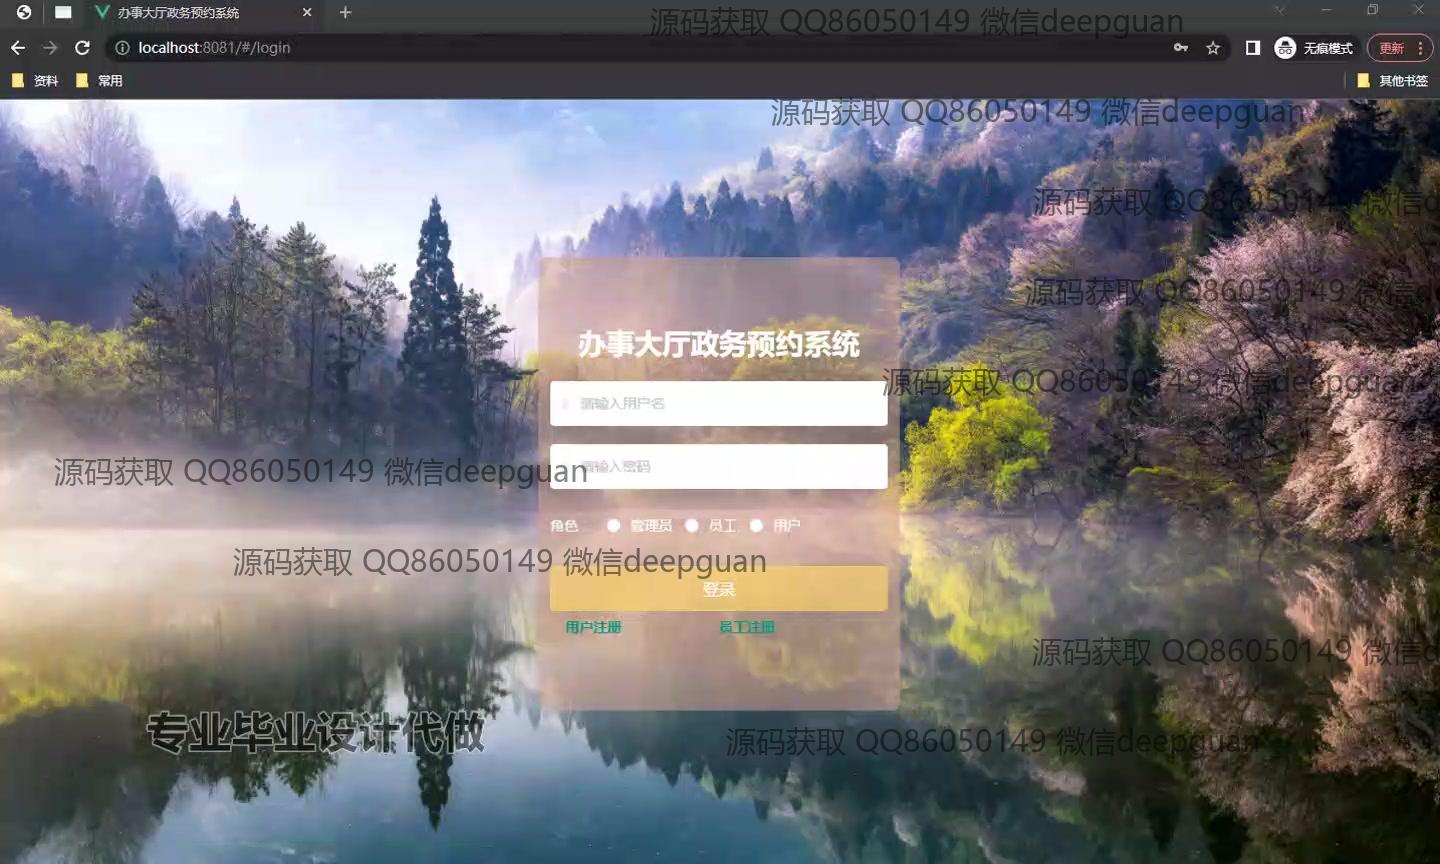 办事大厅政务预约系统
源码获取 QQ86050149 微信deepguan
localhost:8081/#/login
无痕模式
更新
资料
常用
其他书签
源码获取 QQ86050149 微信deepguan
源码获取 QQ86050149 微信d
源码获取 QQ86050149 微信
办事大厅政务预约系统
源码获取 QQ86050149 微信deepguan
请输入用户名
源码获取 QQ86050149 微信deepguan
请输入密码
角色
管理员
员工
用户
源码获取 QQ86050149 微信deepguan
登录
用户注册
员工注册
源码获取 QQ86050149 微信d
专业毕业设计代做
源码获取 QQ86050149 微信deepguan